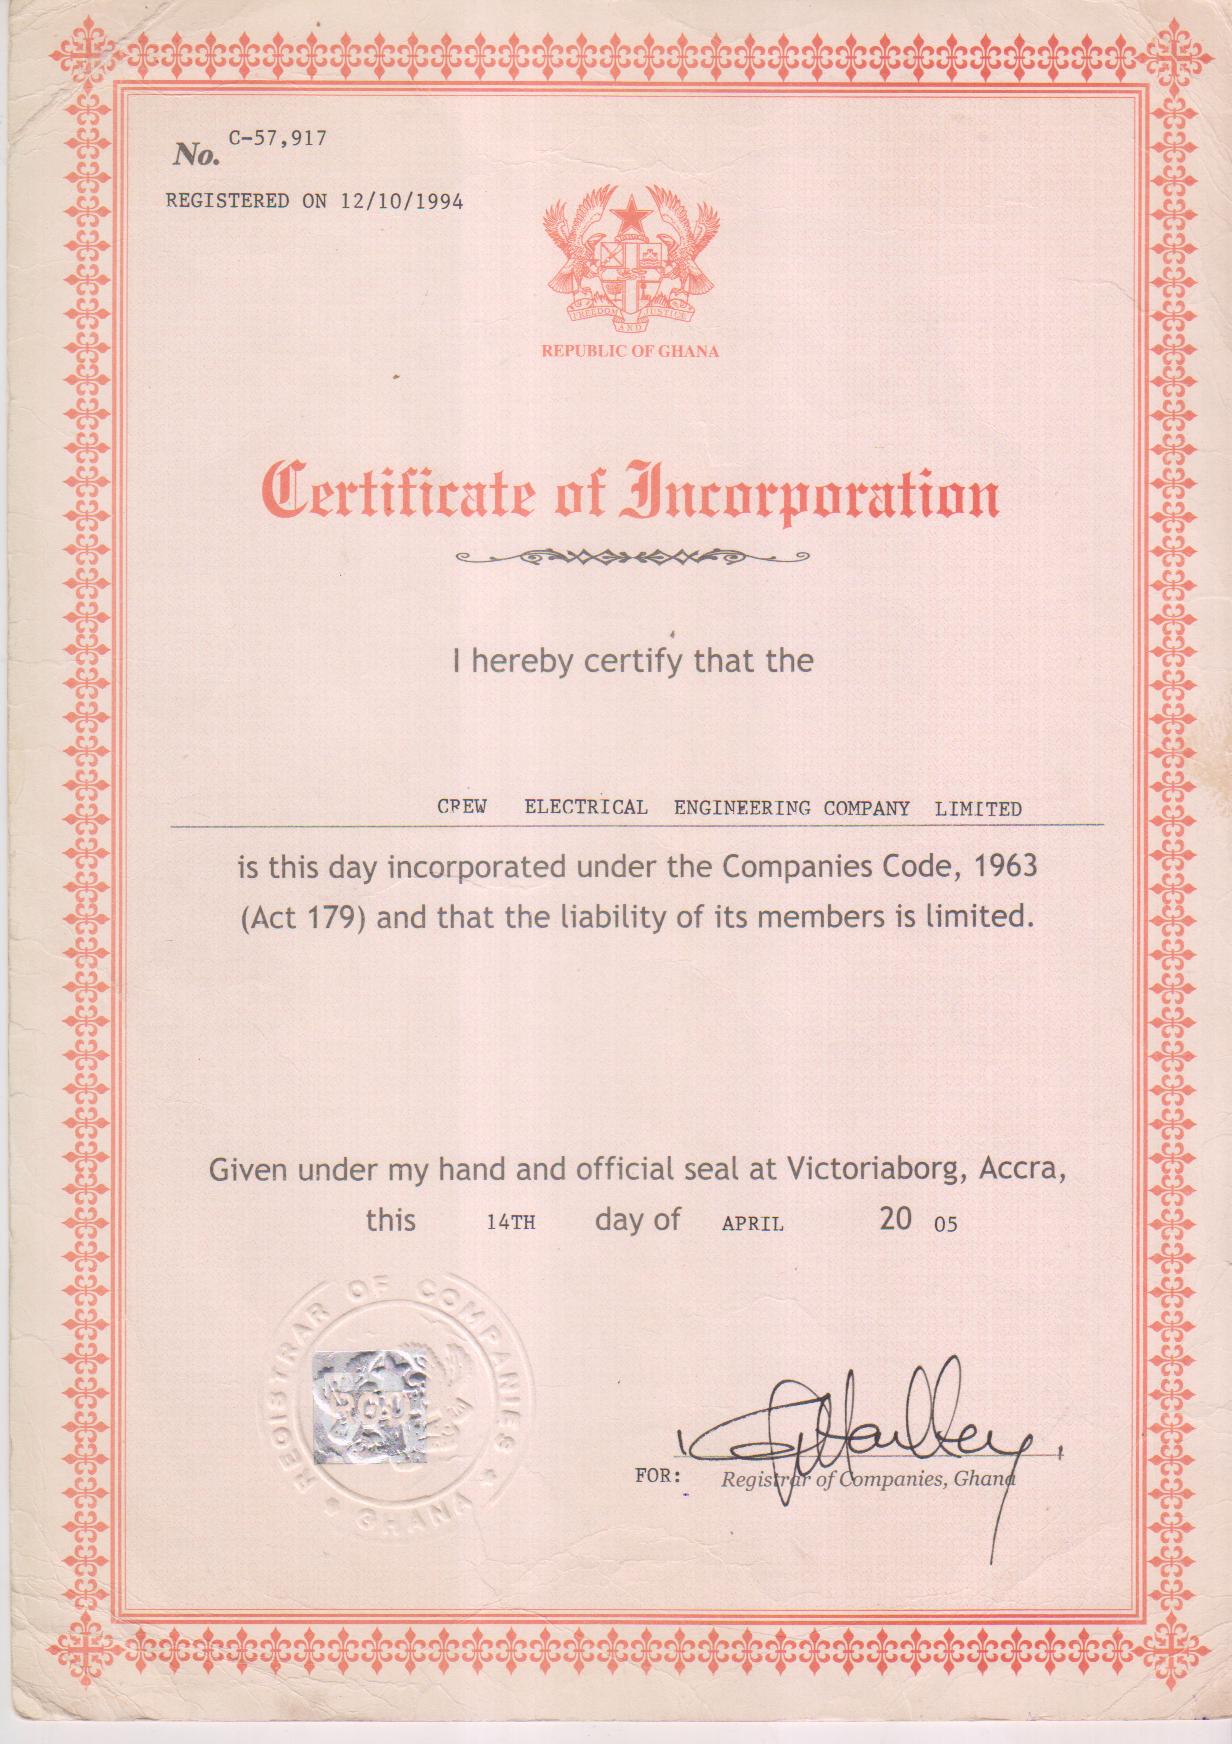 No. C-57,917
REGISTERED ON 12/10/1994
FREEDOM AND JUSTICE
REPUBLIC OF GHANA
Certificate of Incorporation
I hereby certify that the
CREW ELECTRICAL ENGINEERING COMPANY LIMITED
is this day incorporated under the Companies Code, 1963
(Act 179) and that the liability of its members is limited.
Given under my hand and official seal at Victoriaborg, Accra,
this 14TH day of APRIL 20 05
REGISTRAR OF COMPANIES
GHANA
FOR: Registrar of Companies, Ghana